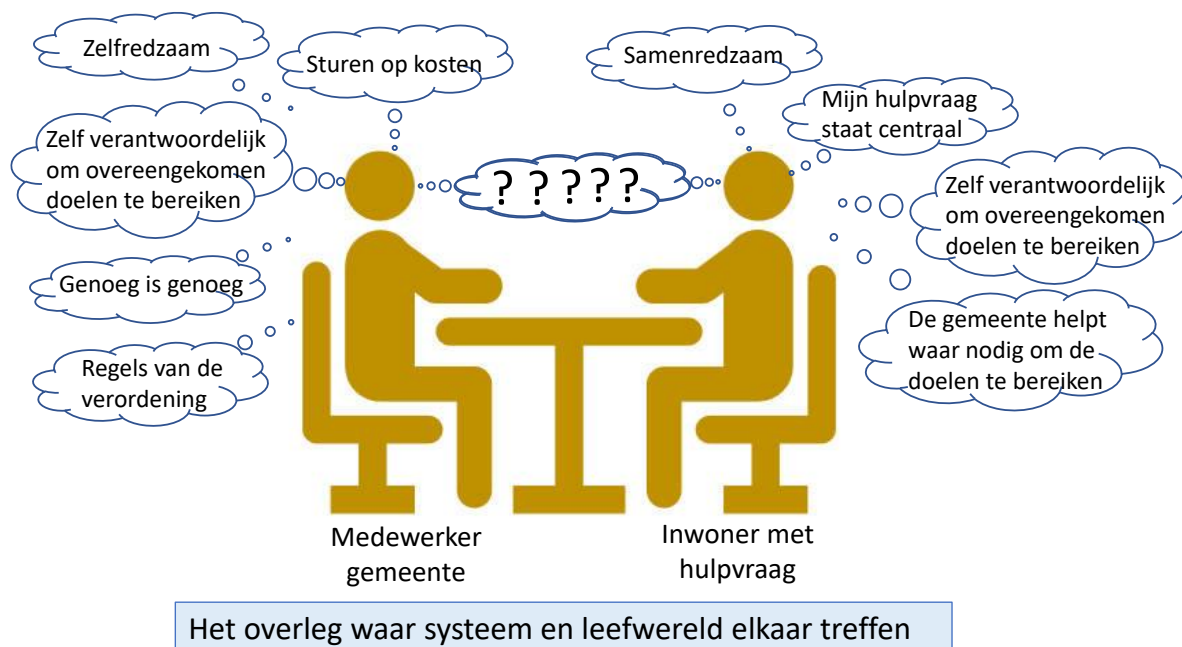 Zelfredzaam
Sturen op kosten
Samenredzaam
Mijn hulpvraag
staat centraal
Zelf verantwoordelijk
om overeengekomen
doelen te bereiken
? ? ? ? ?
Zelf verantwoordelijk
om overeengekomen
doelen te bereiken
Genoeg is genoeg
De gemeente helpt
waar nodig om de
doelen te bereiken
Regels van de
verordening
Medewerker
gemeente
Inwoner met
hulpvraag
Het overleg waar systeem en leefwereld elkaar treffen